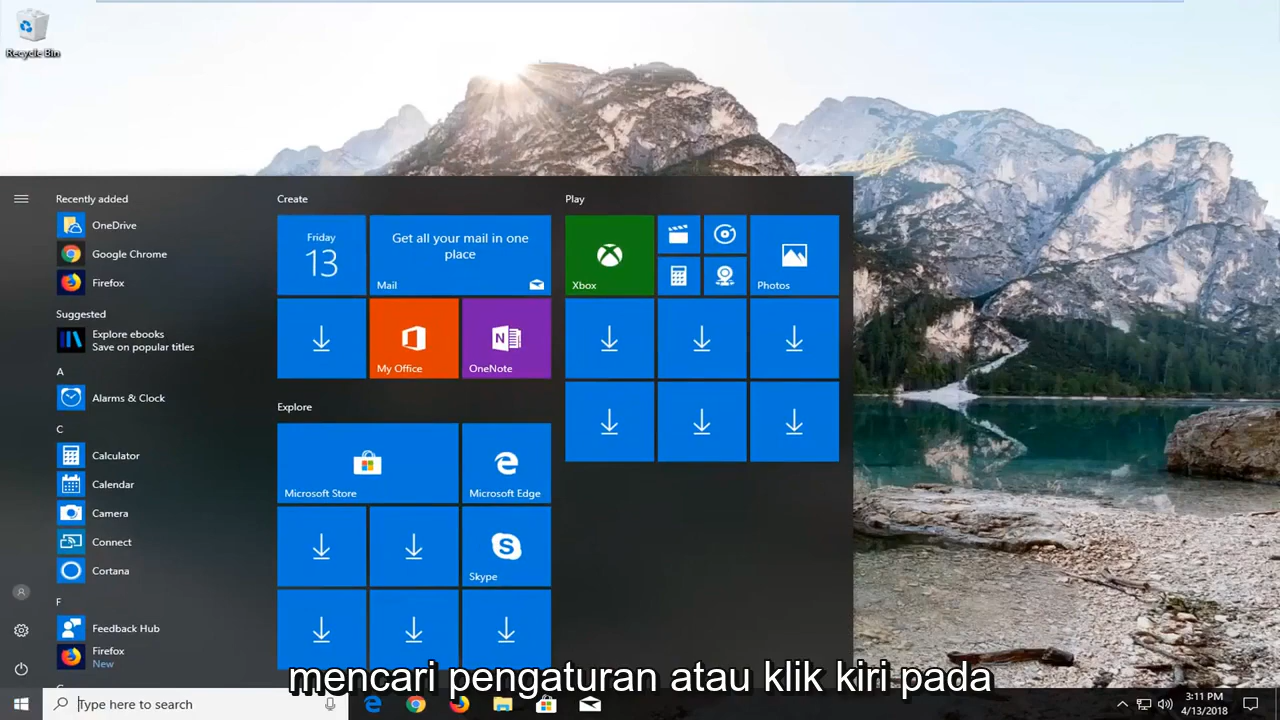 Recycle Bin
Recently added
OneDrive
Google Chrome
Firefox
Suggested
Explore ebooks
Save on popular titles
A
Alarms & Clock
C
Calculator
Calendar
Camera
Connect
Cortana
F
Feedback Hub
Firefox
New
Create
Friday
13
Get all your mail in one
place
Mail
My Office
OneNote
Explore
Microsoft Store
Microsoft Edge
Skype
Play
Xbox
Photos
mencari pengaturan atau klik kiri pada
Type here to search
3:11 PM
4/13/2018